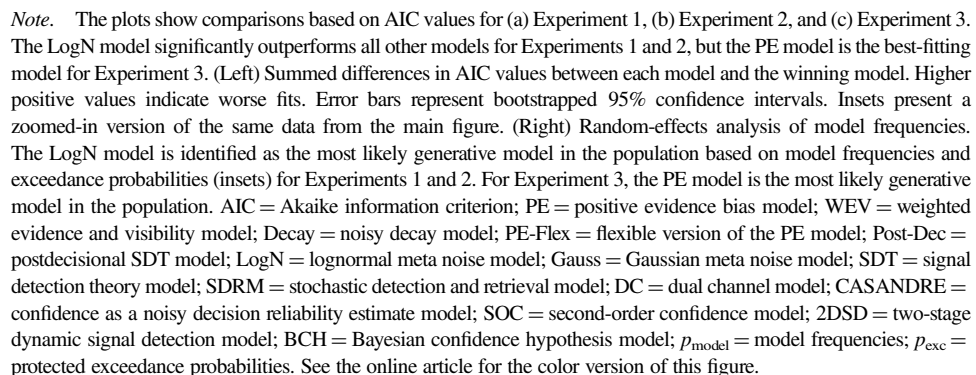 Note. The plots show comparisons based on AIC values for (a) Experiment 1, (b) Experiment 2, and (c) Experiment 3.
The LogN model significantly outperforms all other models for Experiments 1 and 2, but the PE model is the best-fitting
model for Experiment 3. (Left) Summed differences in AIC values between each model and the winning model. Higher
positive values indicate worse fits. Error bars represent bootstrapped 95% confidence intervals. Insets present a
zoomed-in version of the same data from the main figure. (Right) Random-effects analysis of model frequencies.
The LogN model is identified as the most likely generative model in the population based on model frequencies and
exceedance probabilities (insets) for Experiments 1 and 2. For Experiment 3, the PE model is the most likely generative
model in the population. AIC = Akaike information criterion; PE = positive evidence bias model; WEV = weighted
evidence and visibility model; Decay = noisy decay model; PE-Flex = flexible version of the PE model; Post-Dec =
postdecisional SDT model; LogN = lognormal meta noise model; Gauss = Gaussian meta noise model; SDT = signal
detection theory model; SDRM = stochastic detection and retrieval model; DC = dual channel model; CASANDRE =
confidence as a noisy decision reliability estimate model; SOC = second-order confidence model; 2DSD = two-stage
dynamic signal detection model; BCH = Bayesian confidence hypothesis model; p_model = model frequencies; p_exc =
protected exceedance probabilities. See the online article for the color version of this figure.